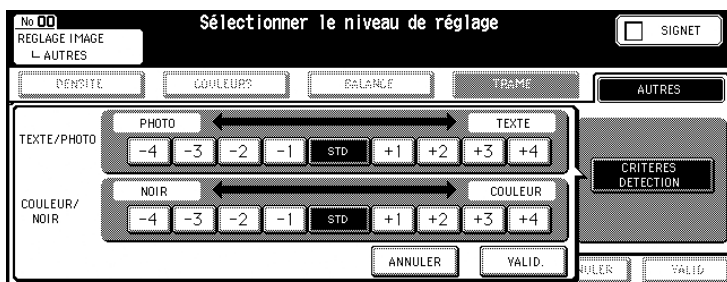 No 00
REGLAGE IMAGE
AUTRES
Sélectionner le niveau de réglage
SIGNET
DENSITE
COULEURS
BALANCE
TRAME
AUTRES
TEXTE/PHOTO
PHOTO
TEXTE
-4 -3 -2 -1 STD +1 +2 +3 +4
COULEUR/
NOIR
NOIR
COULEUR
-4 -3 -2 -1 STD +1 +2 +3 +4
CRITERES
DETECTION
ANNULER
VALID.
VALID